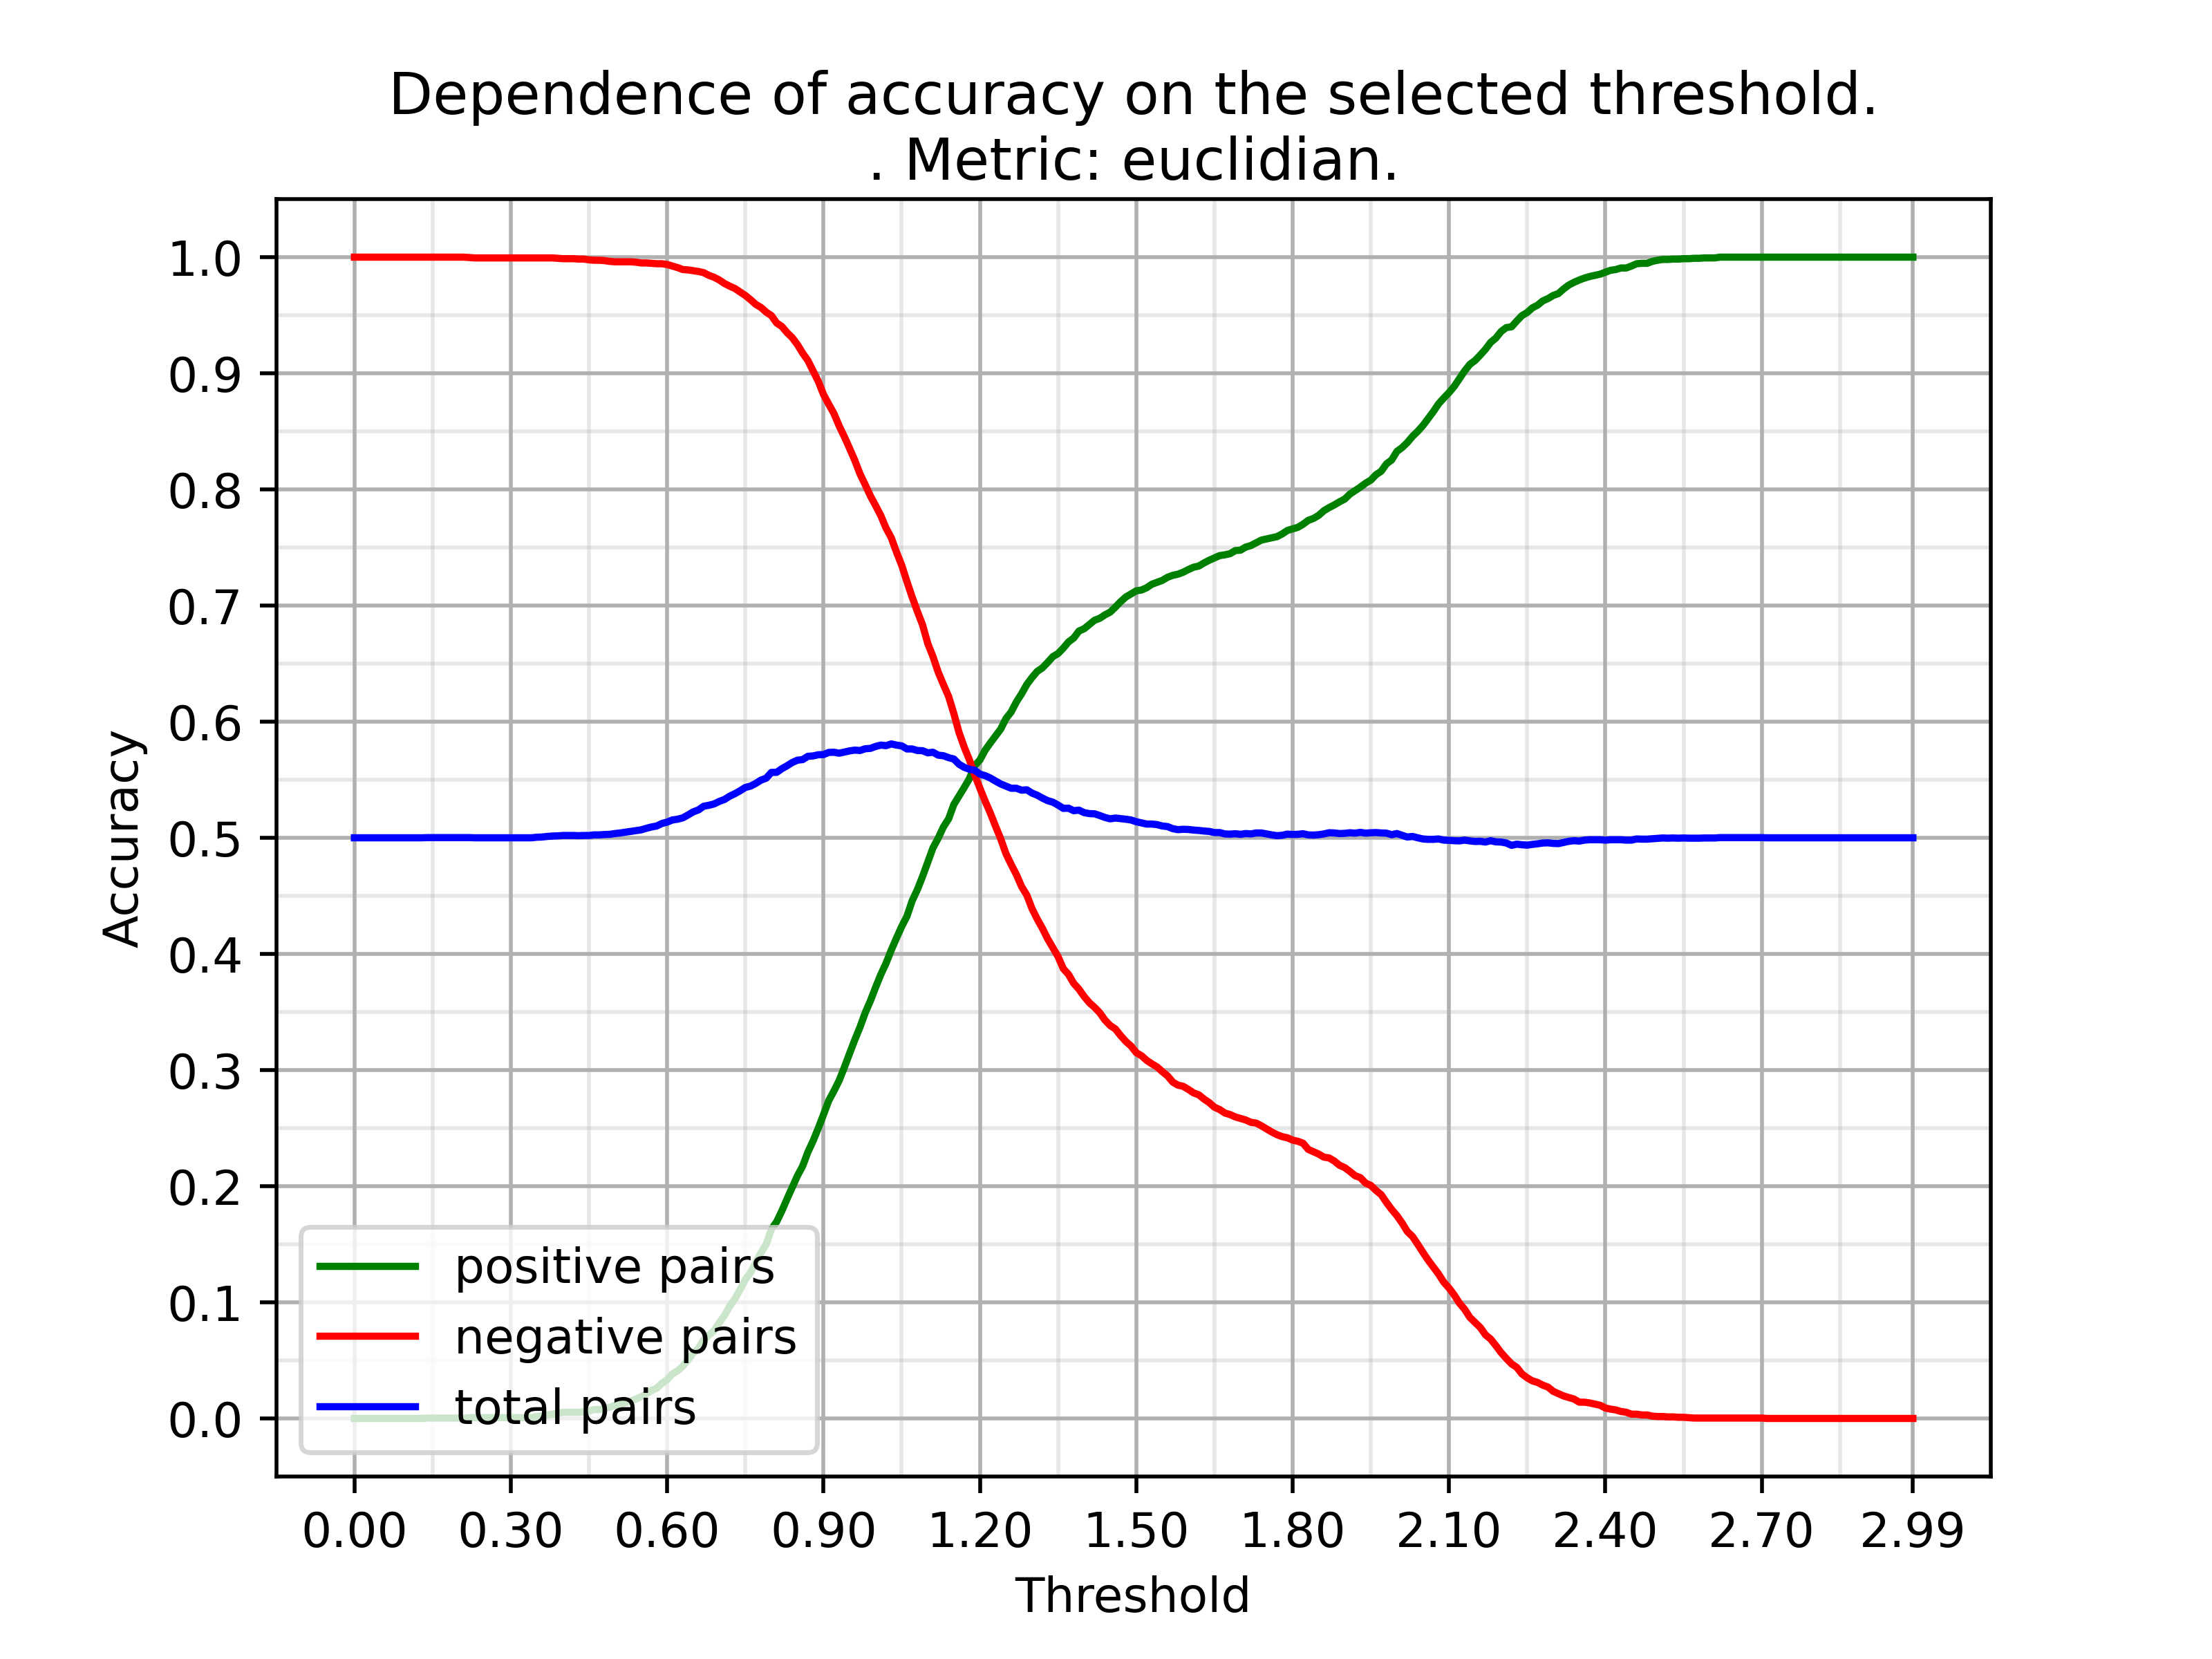 Dependence of accuracy on the selected threshold.
. Metric: euclidian.
Accuracy
1.0
0.9
0.8
0.7
0.6
0.5
0.4
0.3
0.2
0.1
0.0
positive pairs
negative pairs
total pairs
0.00 0.30 0.60 0.90 1.20 1.50 1.80 2.10 2.40 2.70 2.99
Threshold